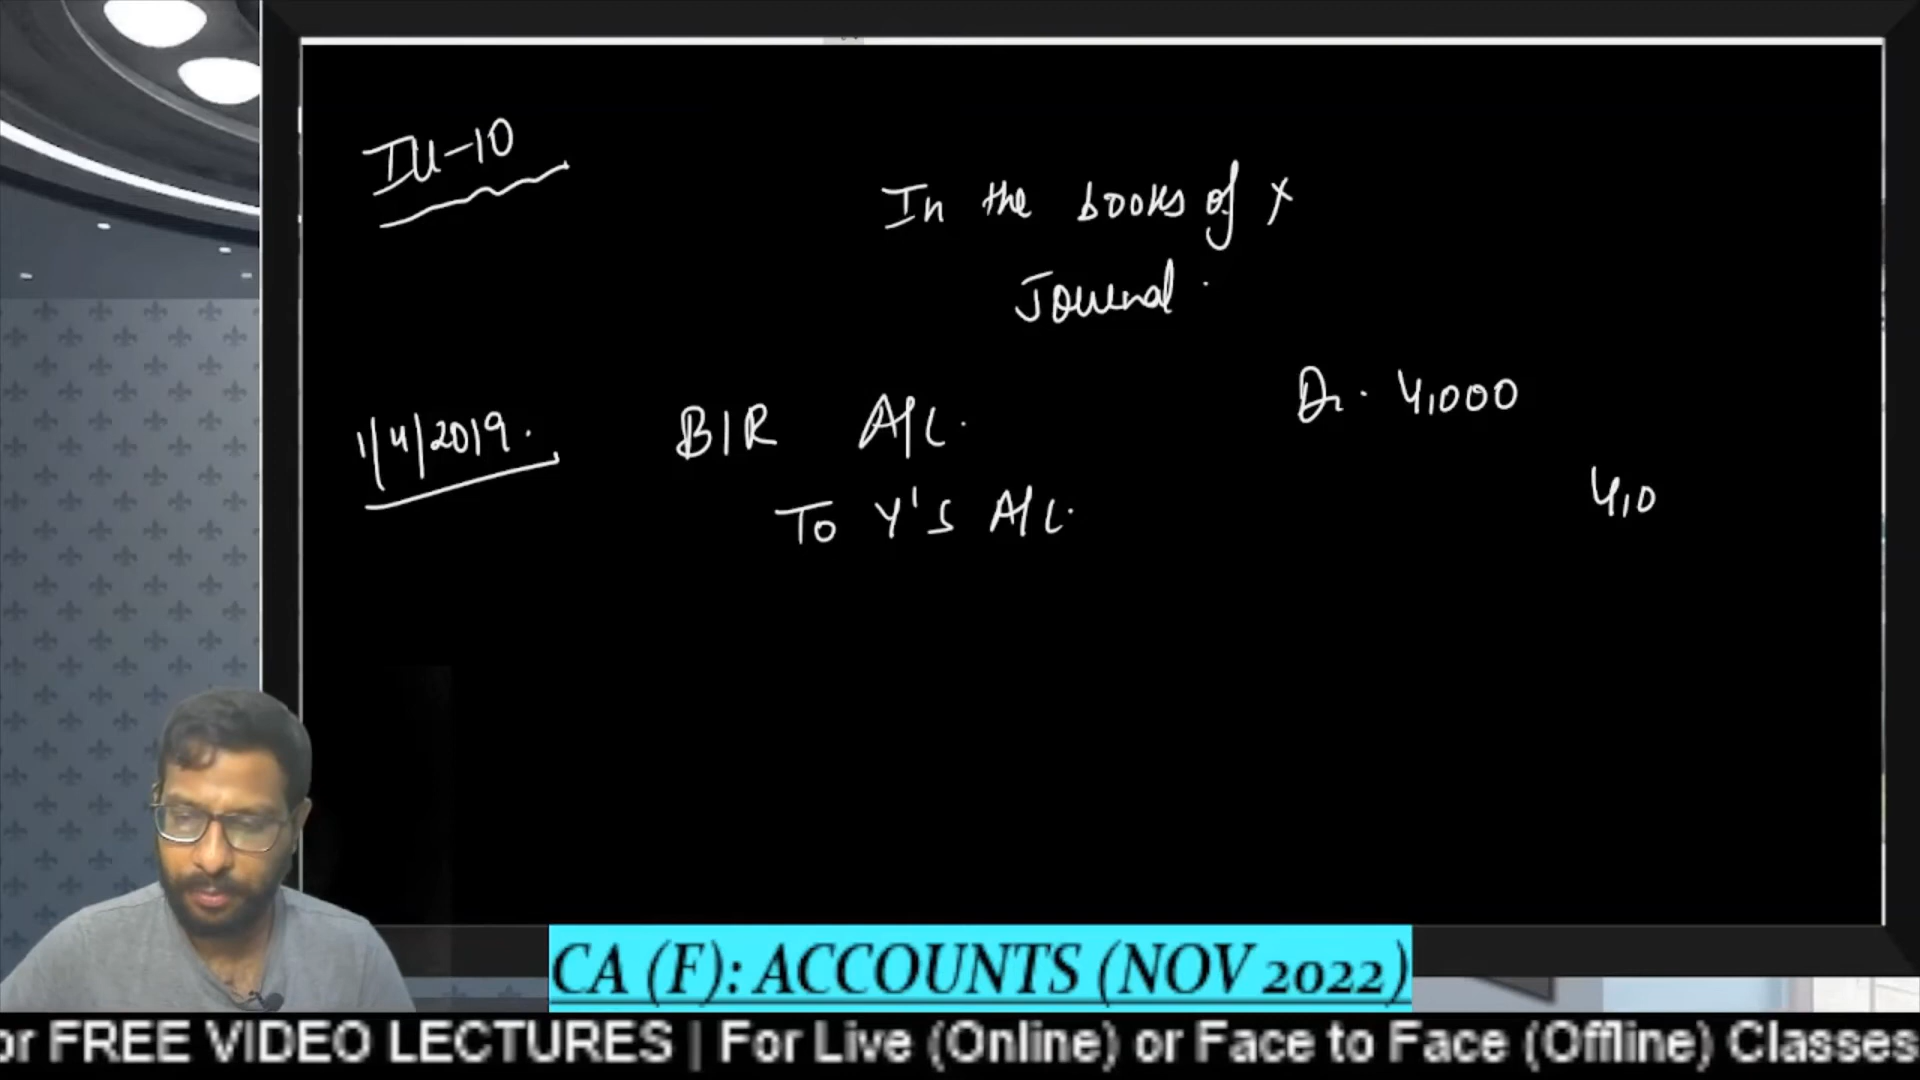 Ill-10
In the books of X
Journal.
1/4/2019. B/R A/c. Dr. 4,000
To Y's A/c. 4,0
CA (F): ACCOUNTS (NOV 2022)
or FREE VIDEO LECTURES | For Live (Online) or Face to Face (Offline) Classes